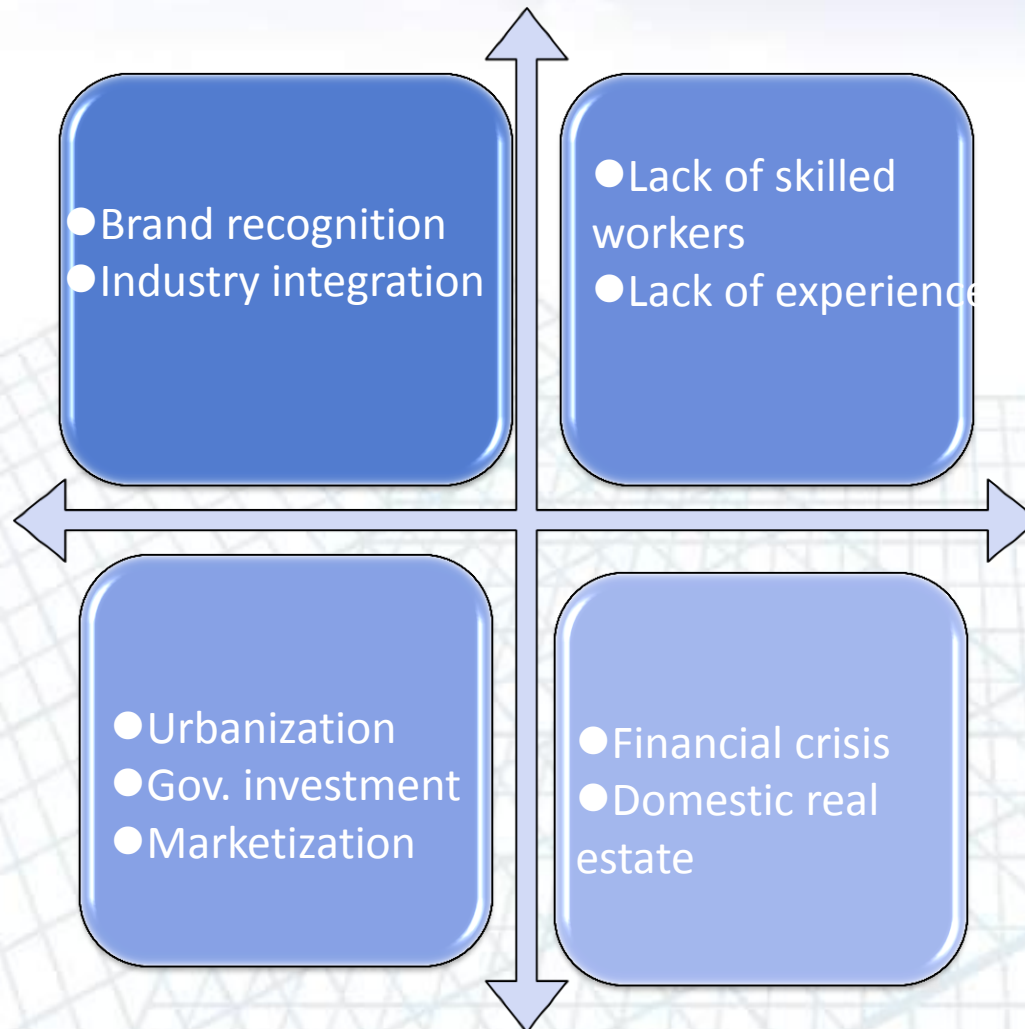 ●Brand recognition
●Industry integration
●Lack of skilled
workers
●Lack of experience
●Urbanization
●Gov. investment
●Marketization
●Financial crisis
●Domestic real
estate